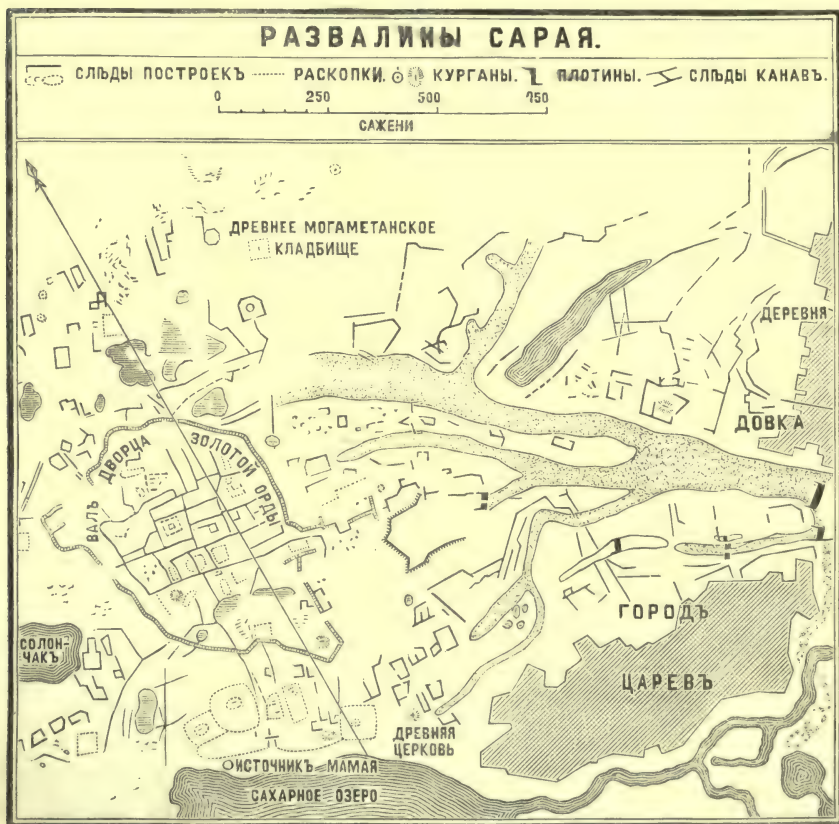 РАЗВАЛИНЫ САРАЯ.
СЛѢДЫ ПОСТРОЕКЪ РАСКОПКИ. КУРГАНЫ. ПЛОТИНЫ. СЛѢДЫ КАНАВЪ.
0 250 500 750
САЖЕНИ
ДРЕВНЕЕ МОГАМЕТАНСКОЕ
КЛАДБИЩЕ
ДЕРЕВНЯ
ДОВКА
ВАЛЪ ДВОРЦА ЗОЛОТОЙ ОРДЫ
ГОРОДЪ
ЦАРЕВЪ
СОЛОН-
ЧАКЪ
ДРЕВНЯЯ
ЦЕРКОВЬ
ИСТОЧНИКЪ МАМАЯ
САХАРНОЕ ОЗЕРО